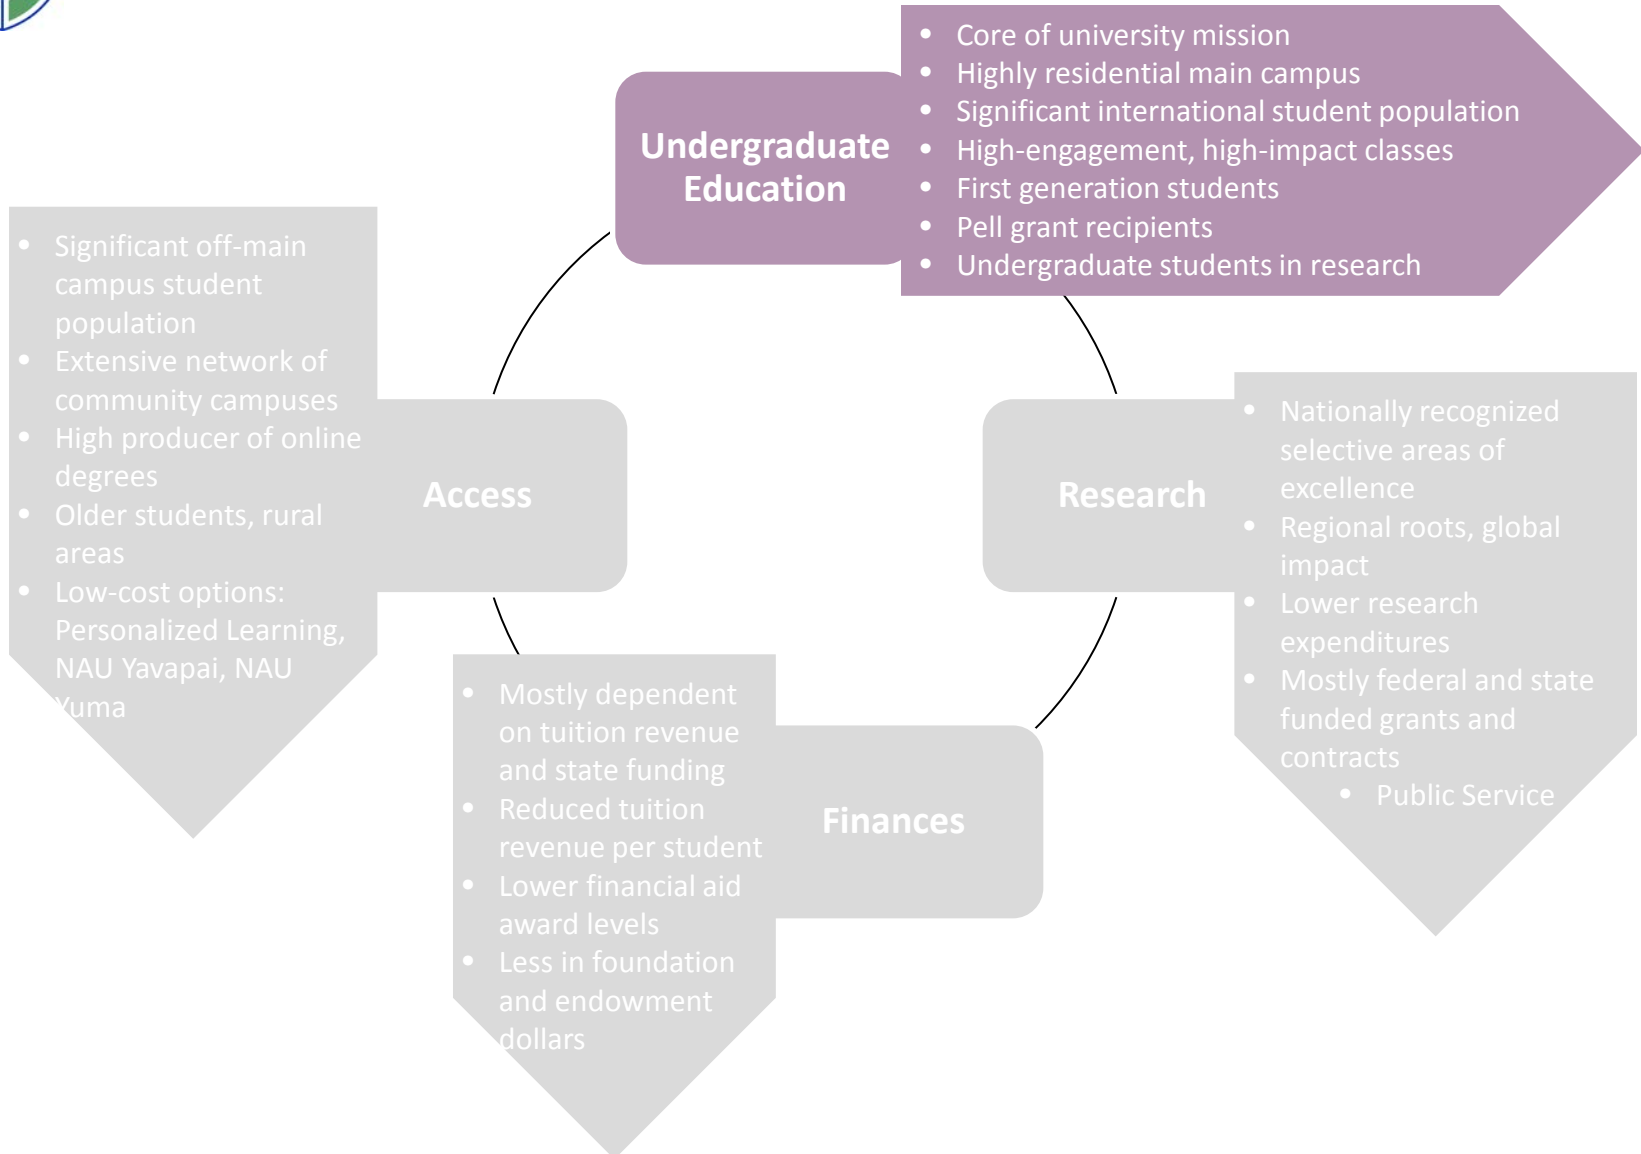 • Core of university mission
• Highly residential main campus
• Significant international student population
• High-engagement, high-impact classes
• First generation students
• Pell grant recipients
• Undergraduate students in research
Undergraduate
Education
• Significant off-main
campus student
population
• Extensive network of
community campuses
• High producer of online
degrees
• Older students, rural
areas
• Low-cost options:
Personalized Learning,
NAU Yavapai, NAU
Yuma
Access
Research
• Nationally recognized
selective areas of
excellence
• Regional roots, global
impact
• Lower research
expenditures
• Mostly federal and state
funded grants and
contracts
• Public Service
• Mostly dependent
on tuition revenue
and state funding
• Reduced tuition
revenue per student
• Lower financial aid
award levels
• Less in foundation
and endowment
dollars
Finances